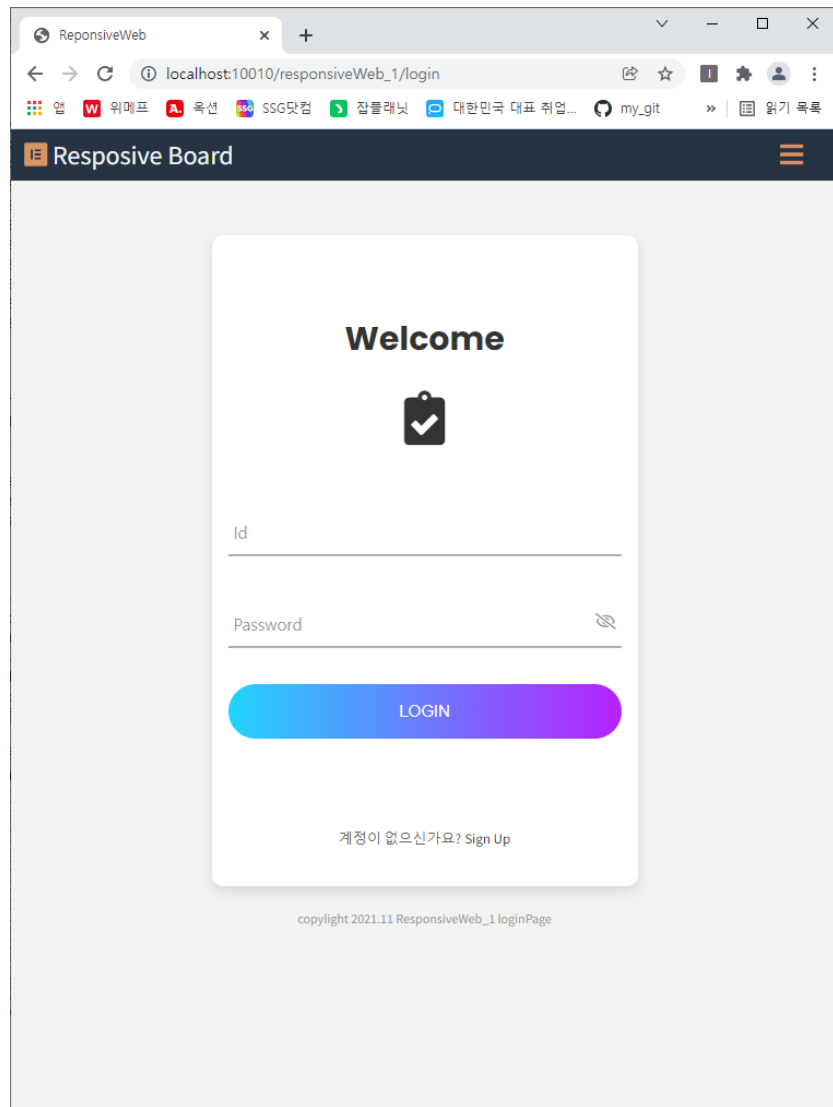 ReponsiveWeb
localhost:10010/responsiveWeb_1/login
앱 W 위메프 A. 옥션 SSG SSG닷컴 잡플래닛 대한민국 대표 취업... my_git » 읽기 목록
Resposive Board
Welcome
Id
Password
LOGIN
계정이 없으신가요? Sign Up
copylight 2021.11 ResponsiveWeb_1 loginPage